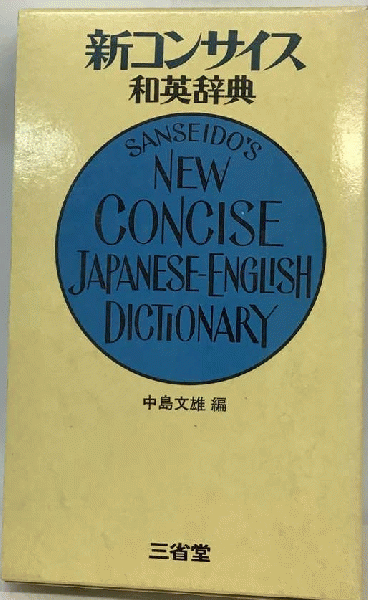 新コンサイス
和英辞典
SANSEIDO'S
NEW
CONCISE
JAPANESE-ENGLISH
DICTIONARY
中島文雄 編
三省堂